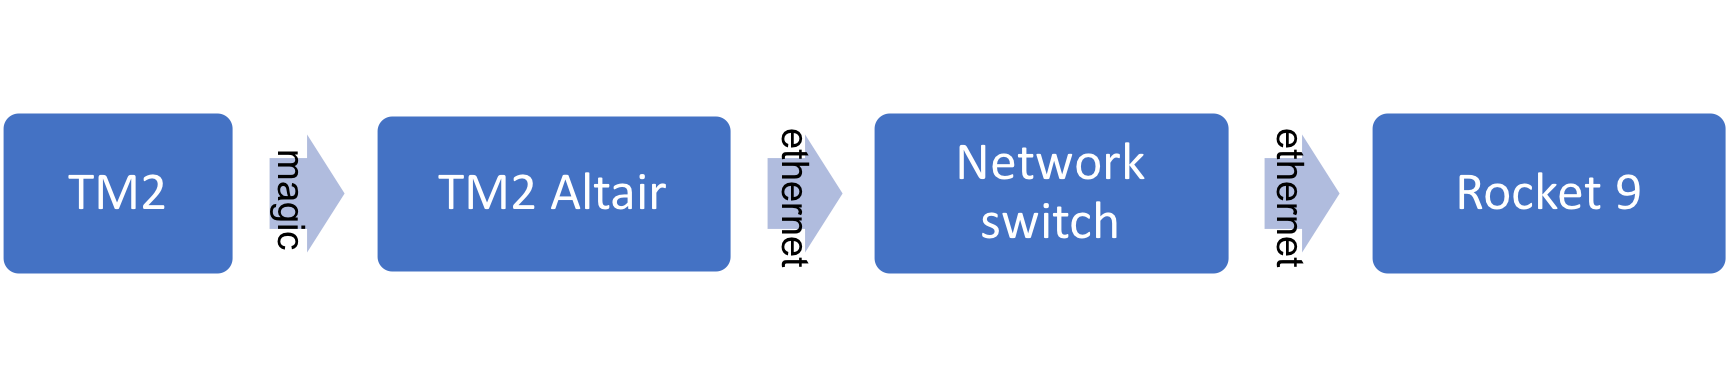 TM2
magic
TM2 Altair
ethernet
Network
switch
ethernet
Rocket 9